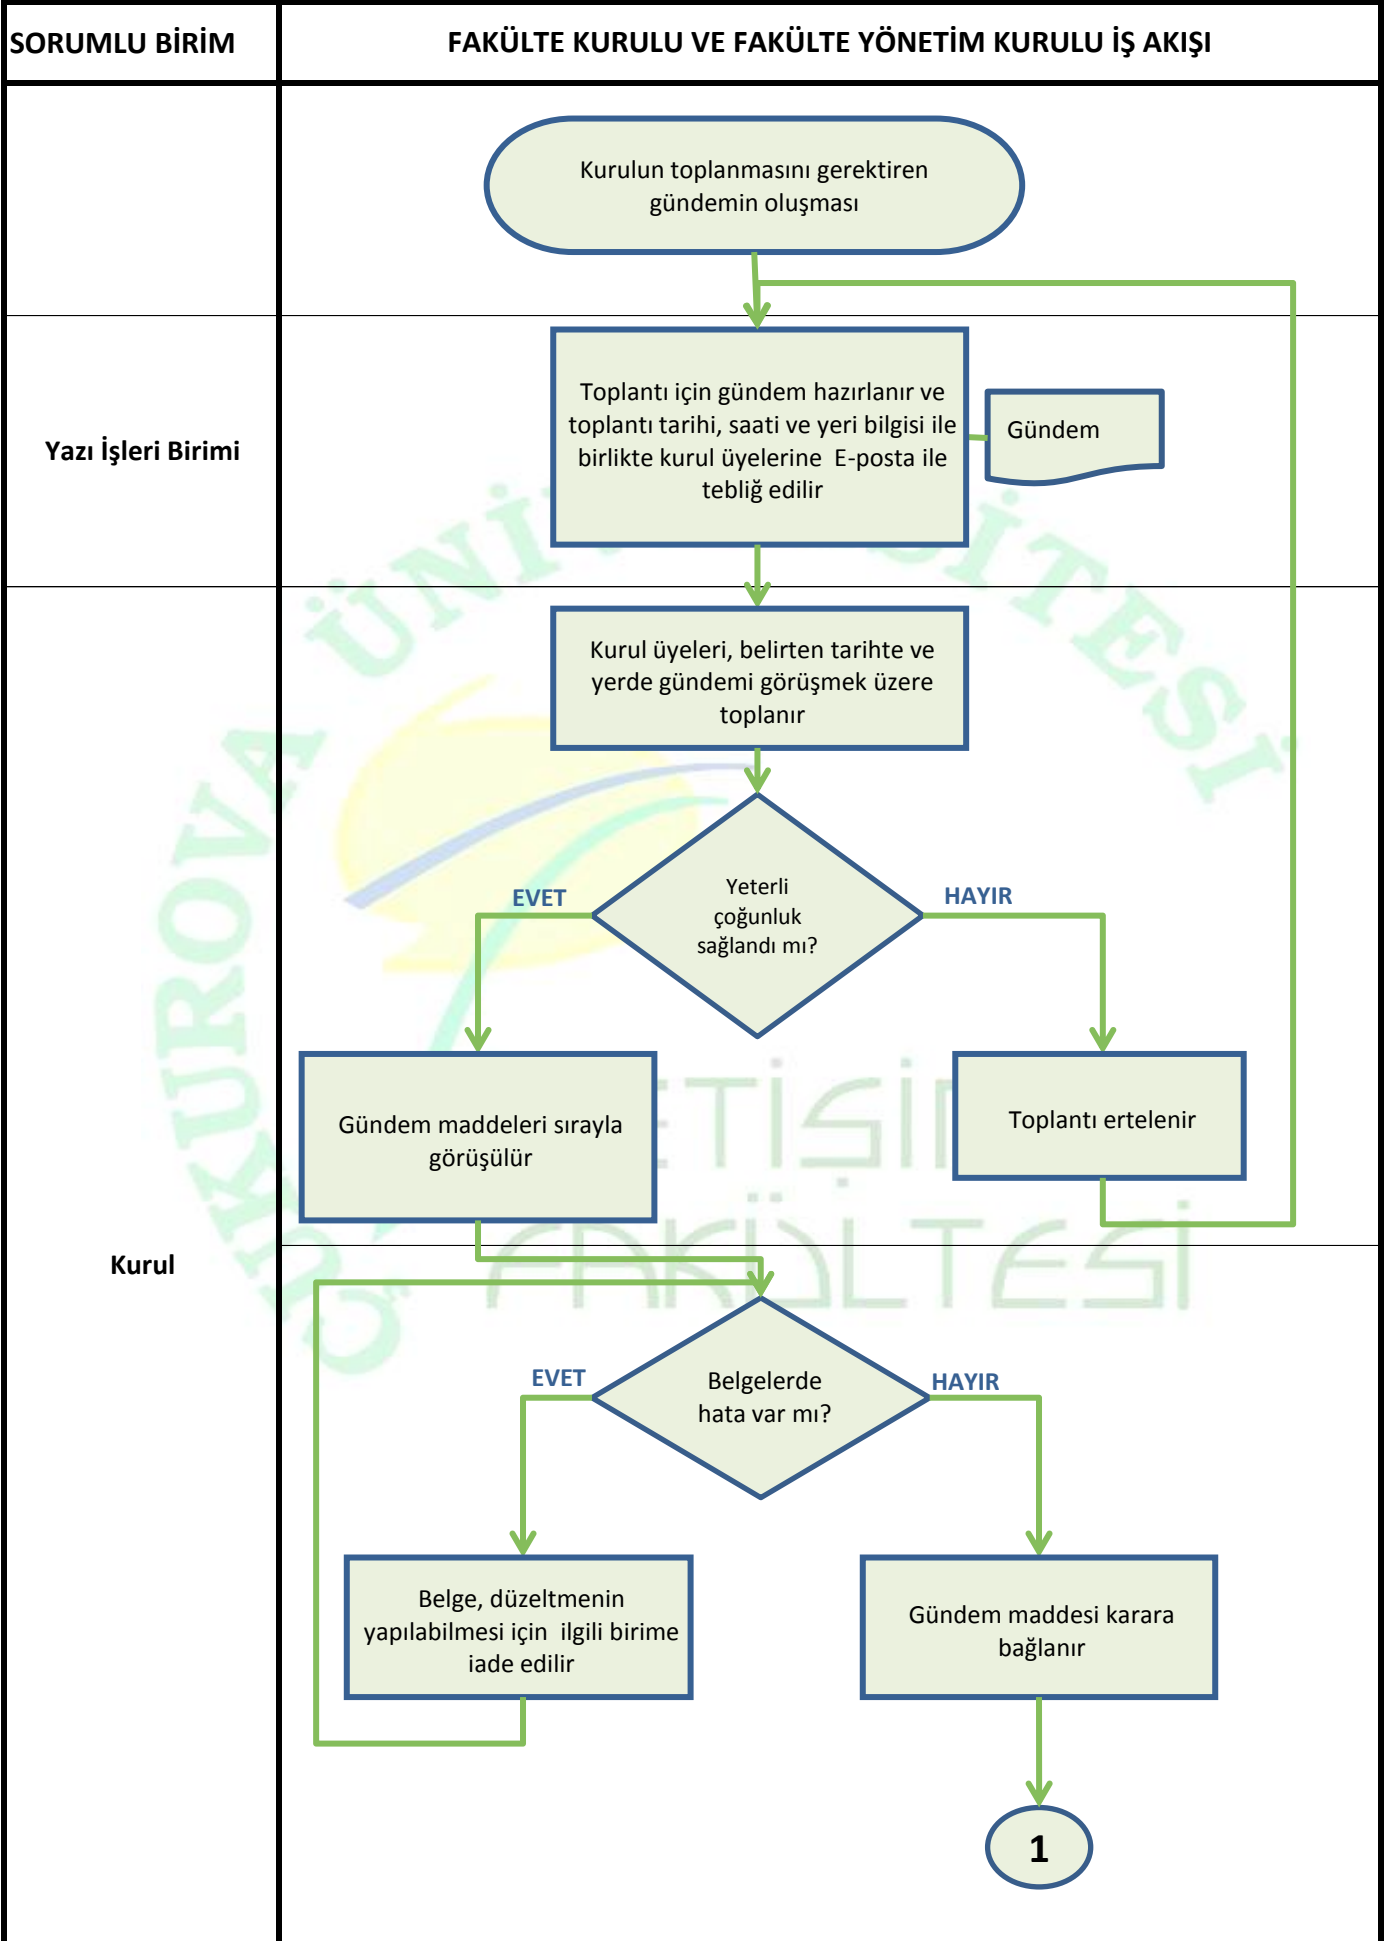 SORUMLU BİRİM
FAKÜLTE KURULU VE FAKÜLTE YÖNETİM KURULU İŞ AKIŞI
Kurulun toplanmasını gerektiren
gündemin oluşması
Yazı İşleri Birimi
Toplantı için gündem hazırlanır ve
toplantı tarihi, saati ve yeri bilgisi ile
birlikte kurul üyelerine  E-posta ile
tebliğ edilir
Gündem
Kurul üyeleri, belirten tarihte ve
yerde gündemi görüşmek üzere
toplanır
Yeterli
çoğunluk
sağlandı mı?
EVET
HAYIR
Gündem maddeleri sırayla
görüşülür
Toplantı ertelenir
Kurul
Belgelerde
hata var mı?
EVET
HAYIR
Belge, düzeltmenin
yapılabilmesi için  ilgili birime
iade edilir
Gündem maddesi karara
bağlanır
1
ÇUKUROVA
FAKÜLTESİ